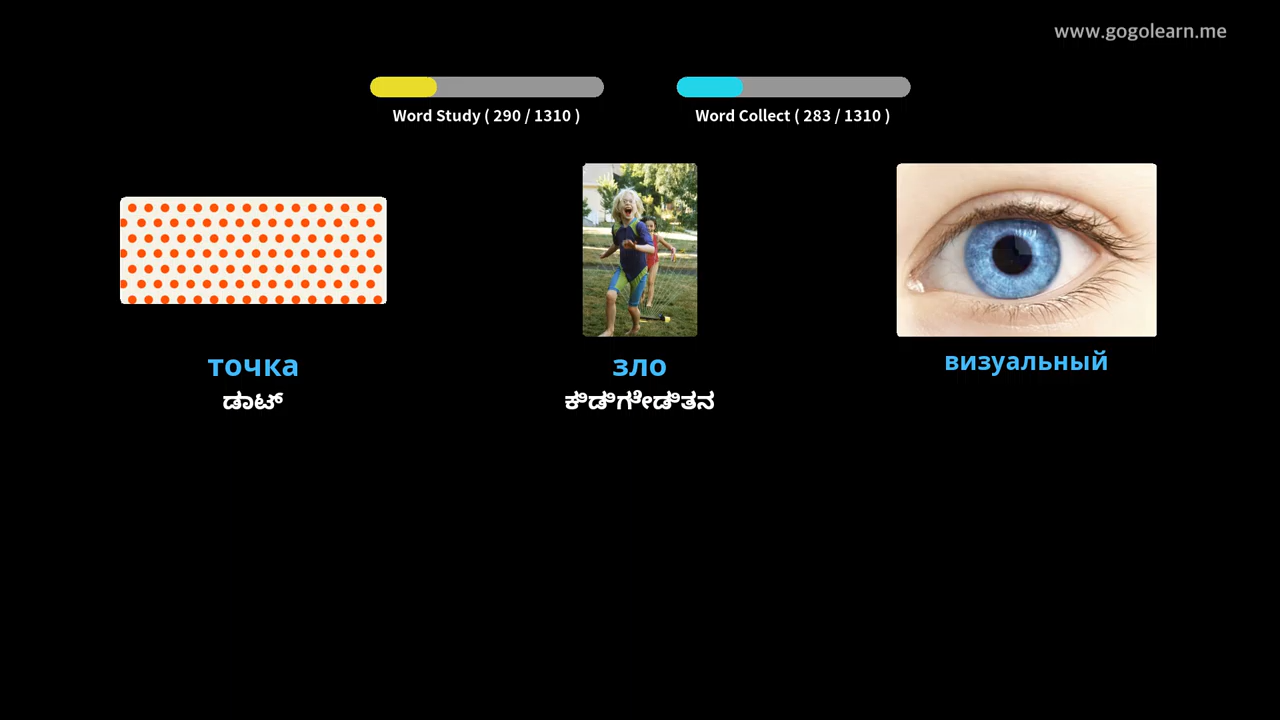 www.gogolearn.me
Word Study ( 290 / 1310 )
Word Collect ( 283 / 1310 )
точка
ಡಾಟ್
зло
ಕಿಡಿಗೇಡಿತನ
визуальный